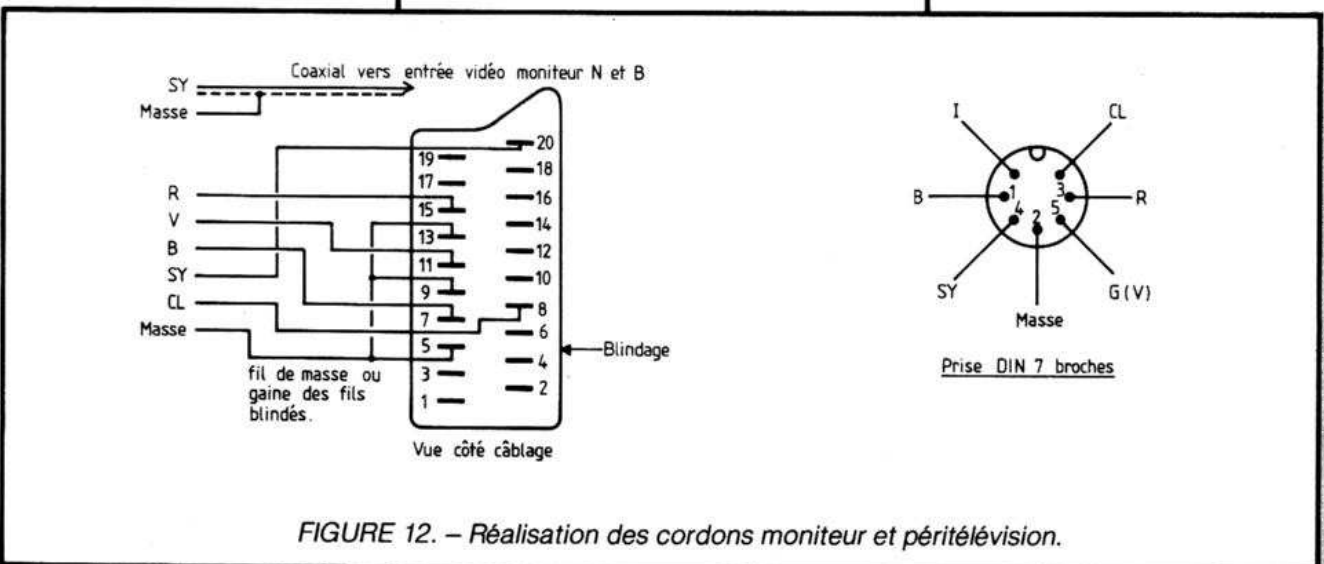 Coaxial vers entrée vidéo moniteur N et B
SY
Masse
R
V
B
SY
CL
Masse
fil de masse ou
gaine des fils
blindés.
19
17
15
13
11
9
7
5
3
1
20
18
16
14
12
10
8
6
4
2
Blindage
Vue côté câblage
I
CL
B
R
1
3
4
2
5
SY
G(V)
Masse
Prise DIN 7 broches
FIGURE 12. – Réalisation des cordons moniteur et péritélévision.